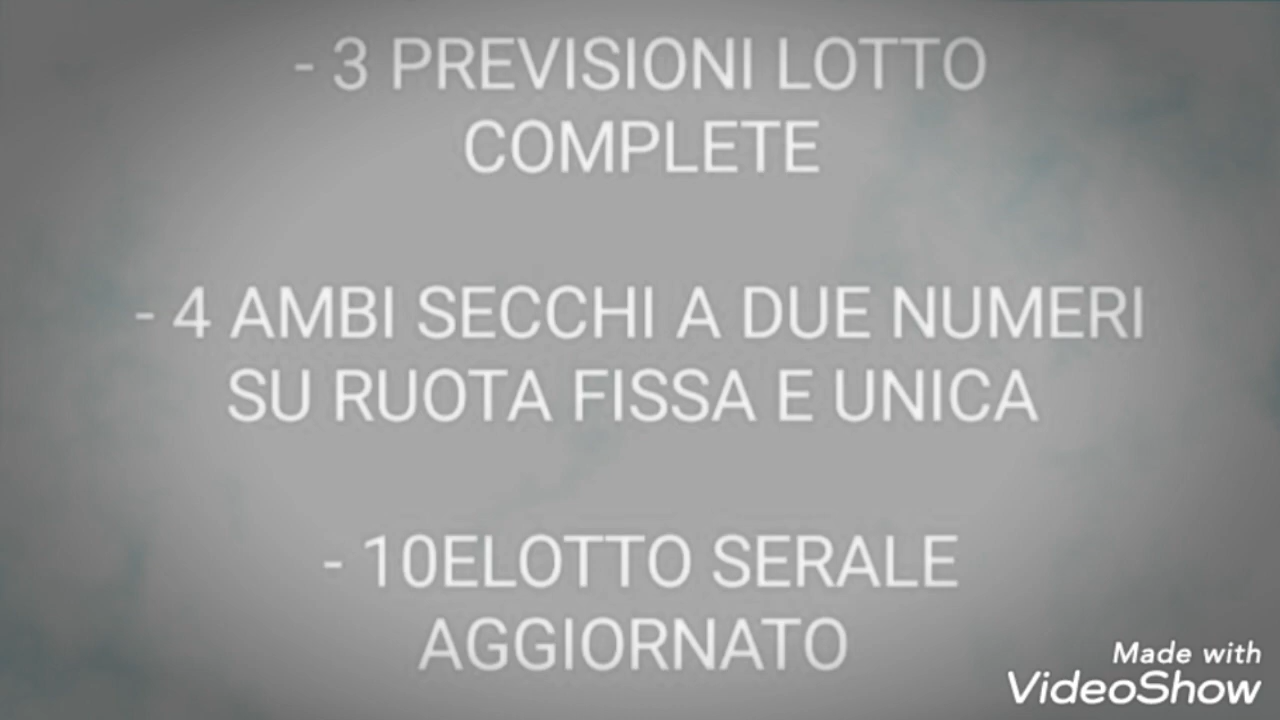 - 3 PREVISIONI LOTTO
COMPLETE
- 4 AMBI SECCHI A DUE NUMERI
SU RUOTA FISSA E UNICA
- 10ELOTTO SERALE
AGGIORNATO
Made with
VideoShow